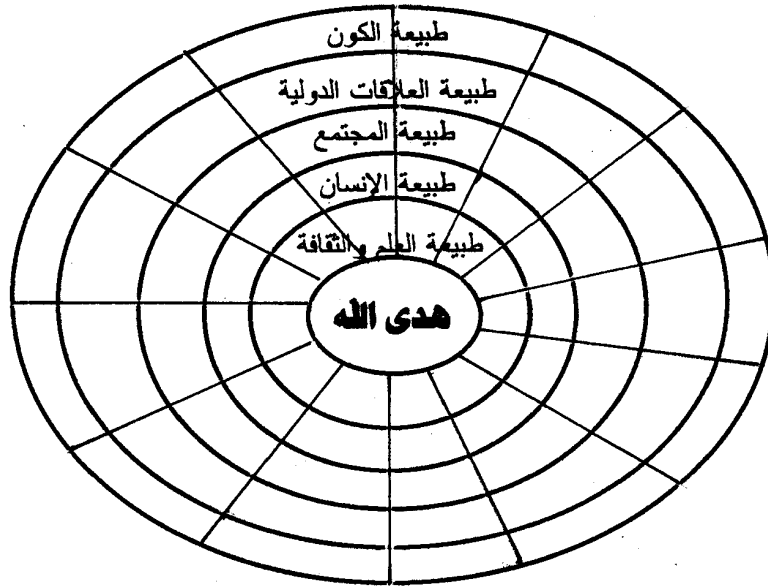 طبيعة الكون
طبيعة العلاقات الدولية
طبيعة المجتمع
طبيعة الإنسان
طبيعة العلم والثقافة
هدى الله